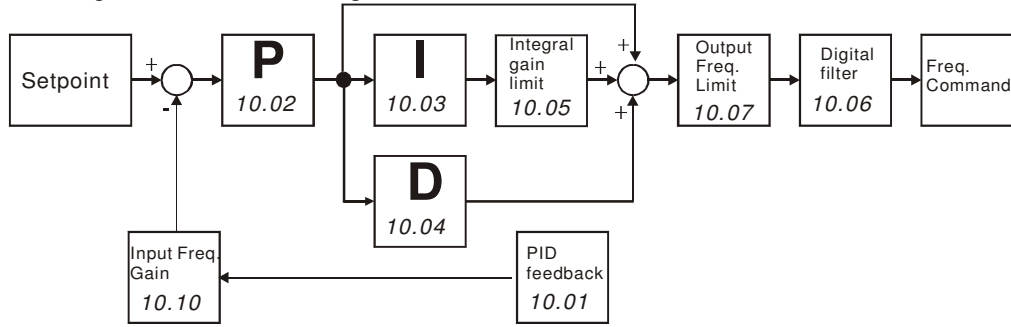 Setpoint
+
-
P
10.02
I
10.03
Integral
gain
limit
10.05
+
+
+
Output
Freq.
Limit
10.07
Digital
filter
10.06
Freq.
Command
D
10.04
Input Freq.
Gain
10.10
PID
feedback
10.01